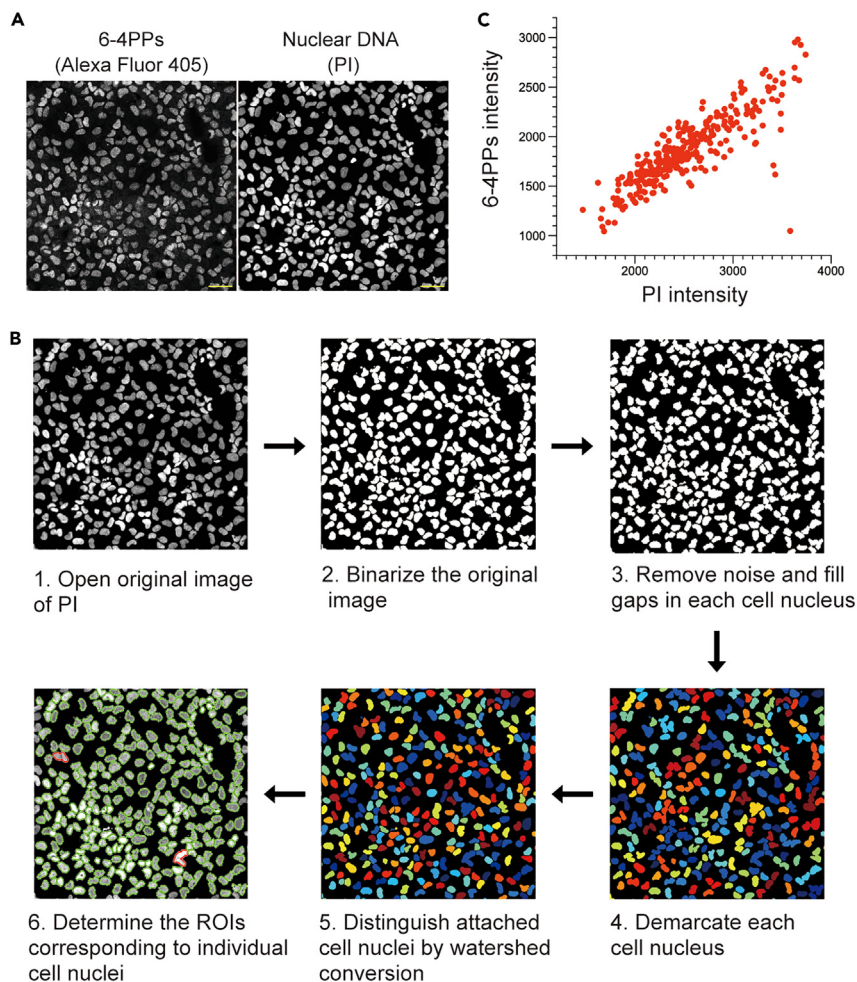 A
6-4PPs
(Alexa Fluor 405)
Nuclear DNA
(PI)
C
3000
2500
2000
1500
1000
6-4PPs intensity
2000
3000
4000
PI intensity
B
1. Open original image
of PI
2. Binarize the original
image
3. Remove noise and fill
gaps in each cell nucleus
6. Determine the ROIs
corresponding to individual
cell nuclei
5. Distinguish attached
cell nuclei by watershed
conversion
4. Demarcate each
cell nucleus